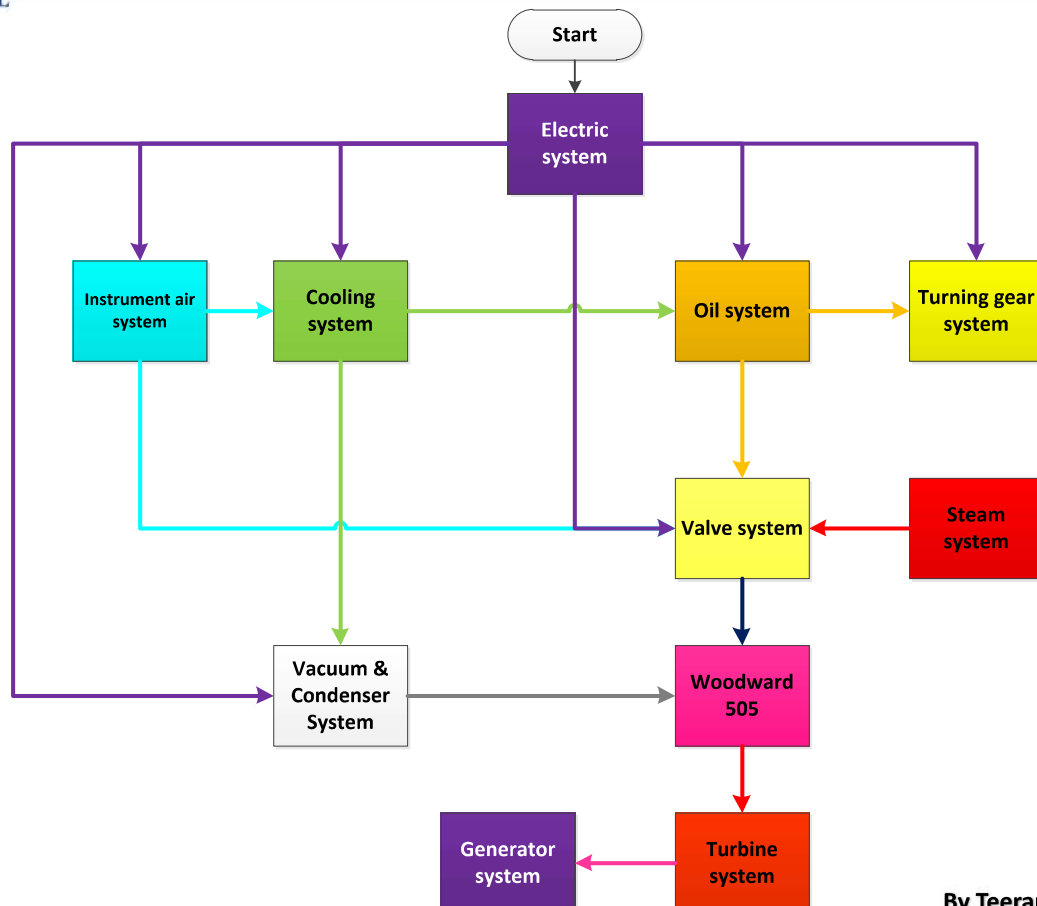 Start
Electric
system
Instrument air
system
Cooling
system
Oil system
Turning gear
system
Valve system
Steam
system
Vacuum &
Condenser
System
Woodward
505
Generator
system
Turbine
system
By